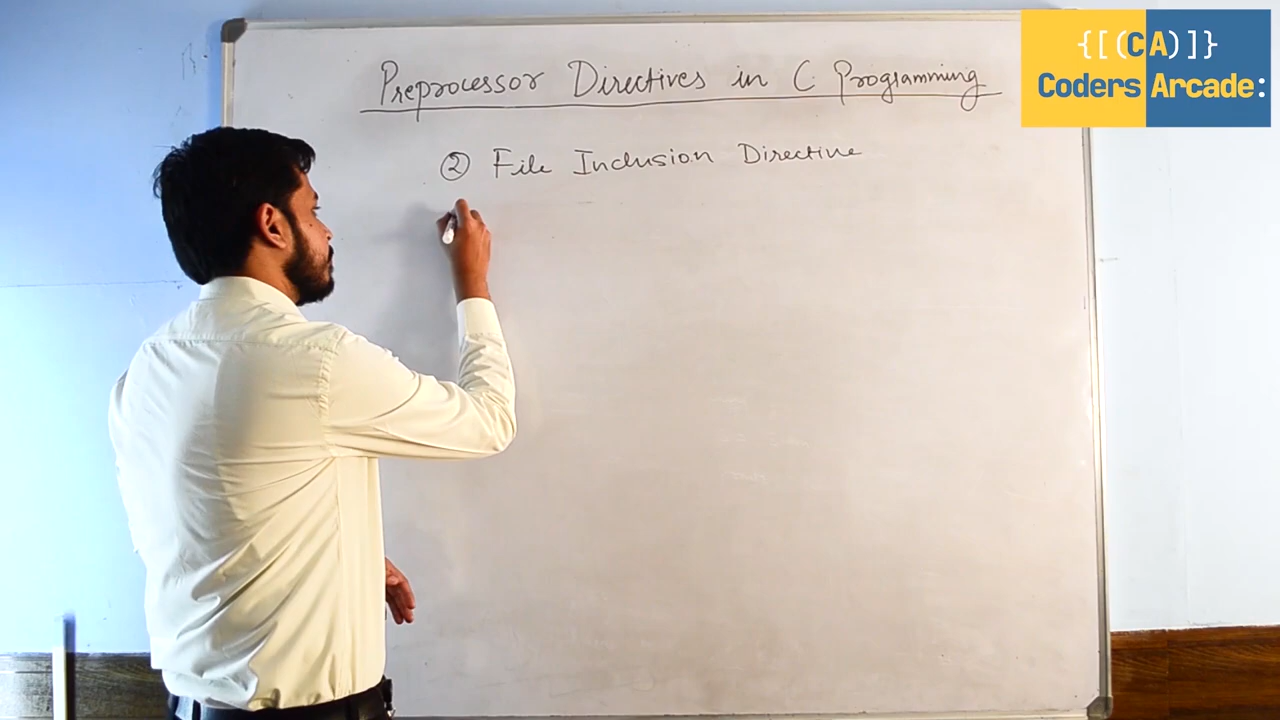 {[(CA)]}
Coders Arcade:
Preprocessor Directives in C Programming
② File Inclusion Directive